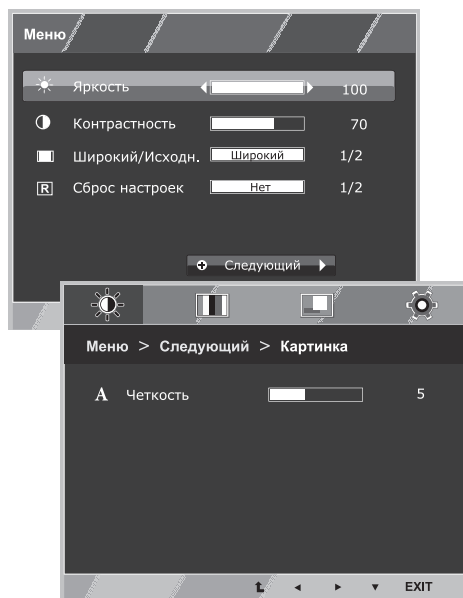 Меню
Яркость 100
Контрастность 70
Широкий/Исходн. Широкий 1/2
R Сброс настроек Нет 1/2
Следующий
Меню > Следующий > Картинка
A Четкость 5
EXIT